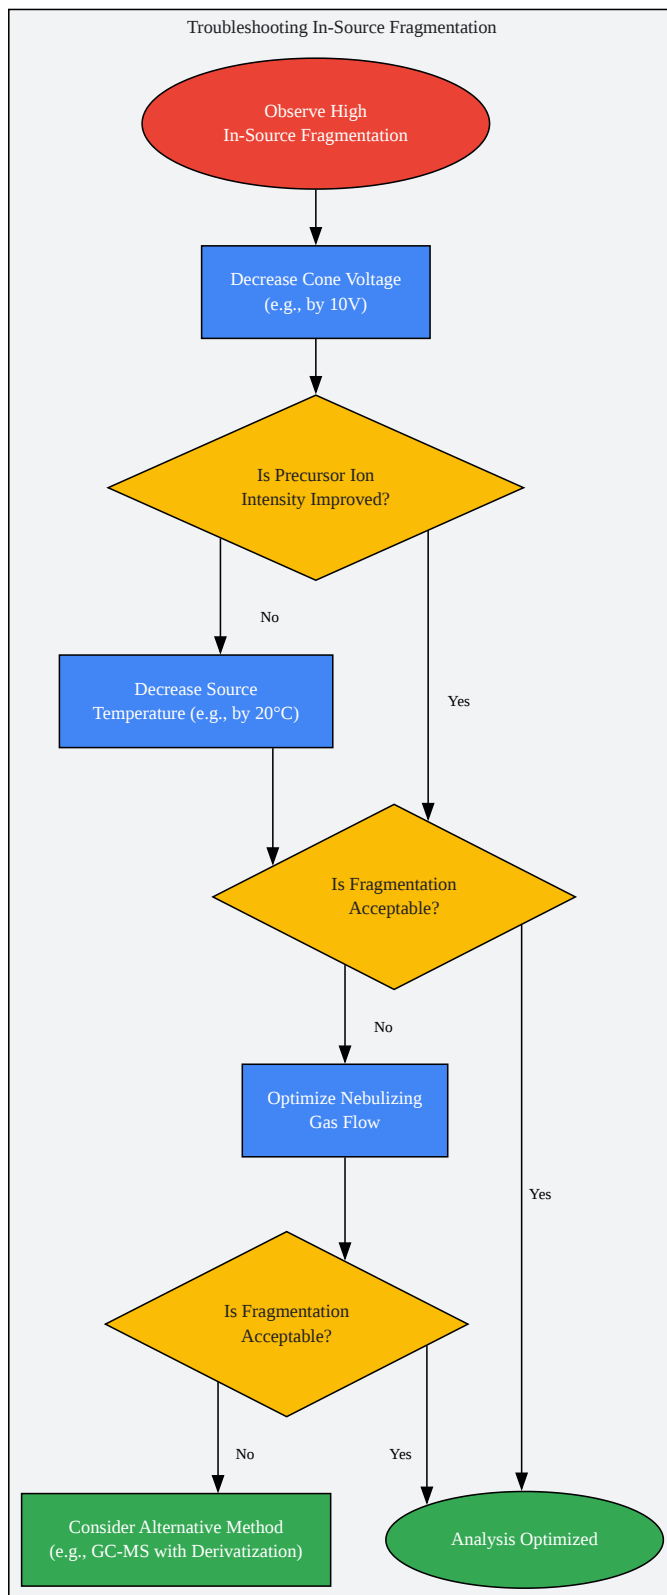 Troubleshooting In-Source Fragmentation
Observe High
In-Source Fragmentation
Decrease Cone Voltage
(e.g., by 10V)
Is Precursor Ion
Intensity Improved?
No
Decrease Source
Temperature (e.g., by 20°C)
Yes
Is Fragmentation
Acceptable?
No
Optimize Nebulizing
Gas Flow
Yes
Is Fragmentation
Acceptable?
No
Yes
Consider Alternative Method
(e.g., GC-MS with Derivatization)
Analysis Optimized